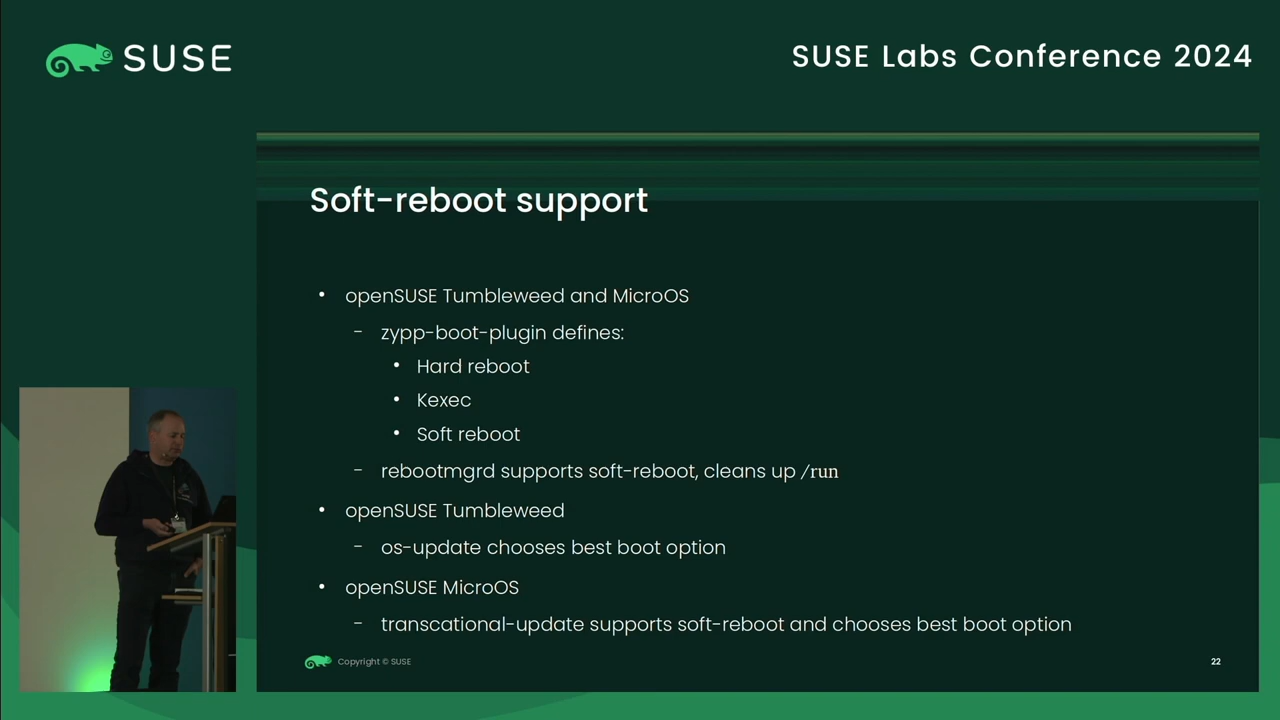 SUSE
SUSE Labs Conference 2024
Soft-reboot support
• openSUSE Tumbleweed and MicroOS
- zypp-boot-plugin defines:
• Hard reboot
• Kexec
• Soft reboot
- rebootmgrd supports soft-reboot, cleans up /run
• openSUSE Tumbleweed
- os-update chooses best boot option
• openSUSE MicroOS
- transcational-update supports soft-reboot and chooses best boot option
Copyright © SUSE
22